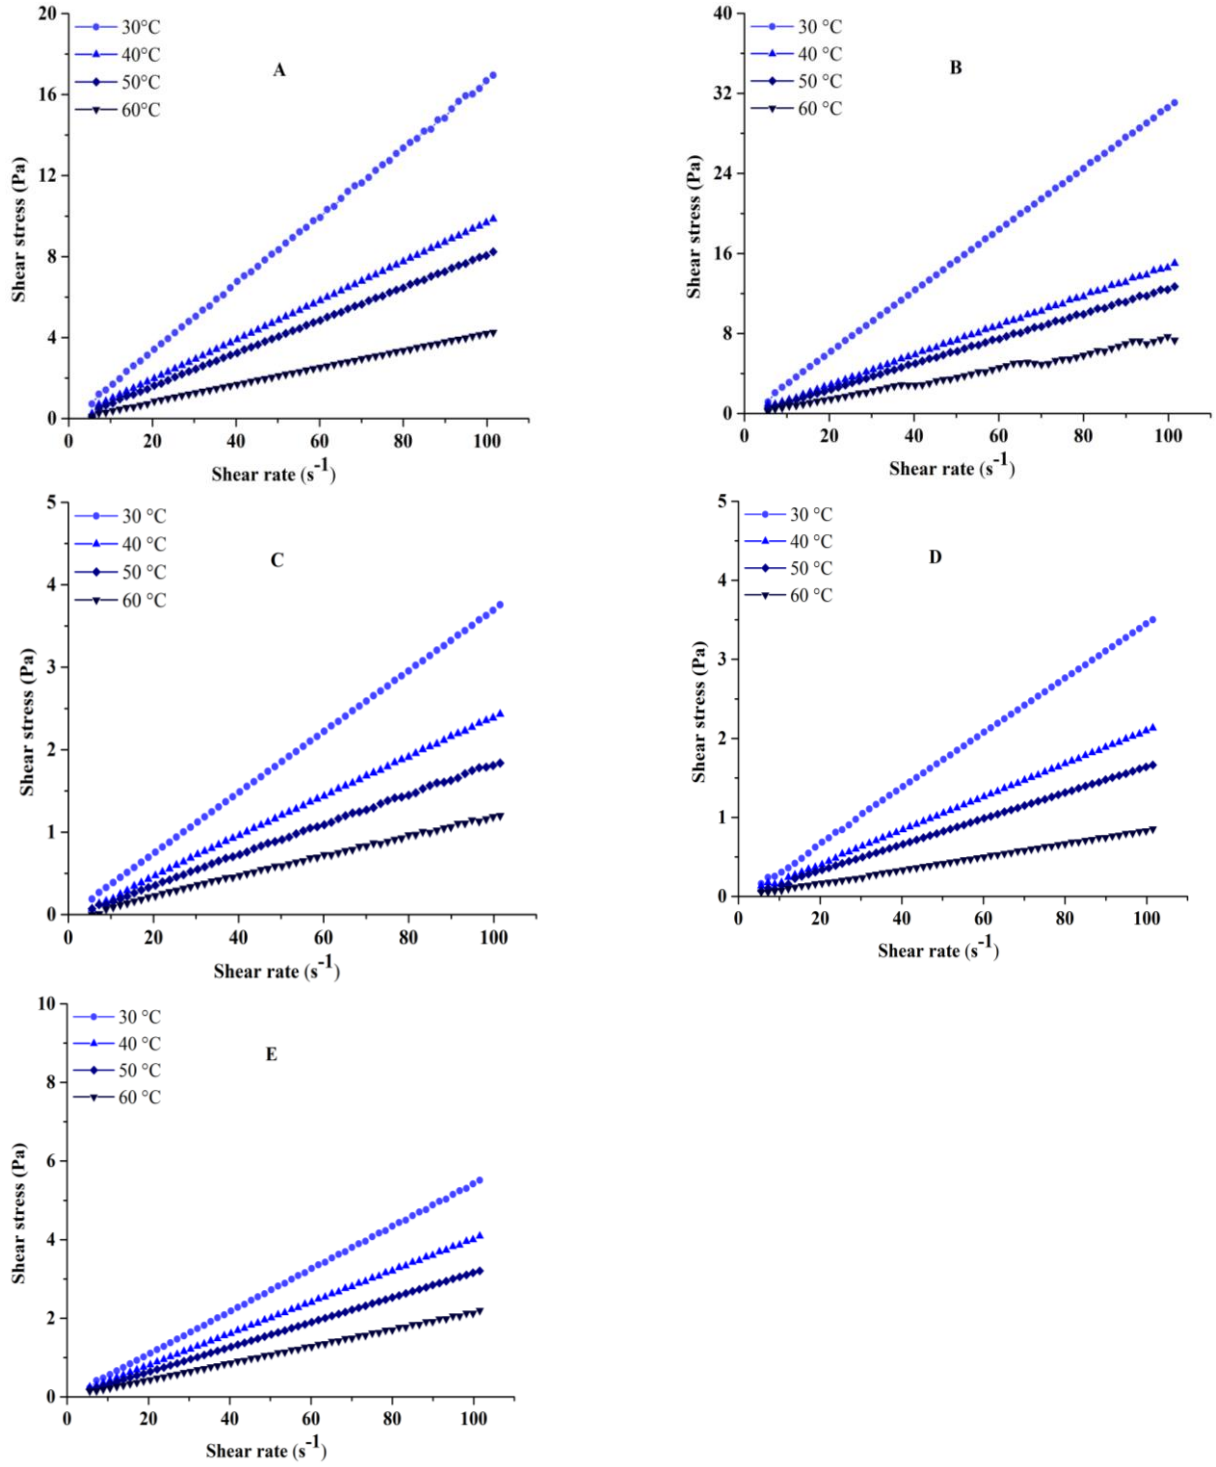 20
16
12
8
4
0
30°C
40°C
50°C
60°C
A
Shear stress (Pa)
0 20 40 60 80 100
Shear rate (s-1)
40
32
24
16
8
0
30 °C
40 °C
50 °C
60 °C
B
Shear stress (Pa)
0 20 40 60 80 100
Shear rate (s-1)
5
4
3
2
1
0
30 °C
40 °C
50 °C
60 °C
C
Shear stress (Pa)
0 20 40 60 80 100
Shear rate (s-1)
5
4
3
2
1
0
30 °C
40 °C
50 °C
60 °C
D
Shear stress (Pa)
0 20 40 60 80 100
Shear rate (s-1)
10
8
6
4
2
0
30 °C
40 °C
50 °C
60 °C
E
Shear stress (Pa)
0 20 40 60 80 100
Shear rate (s-1)